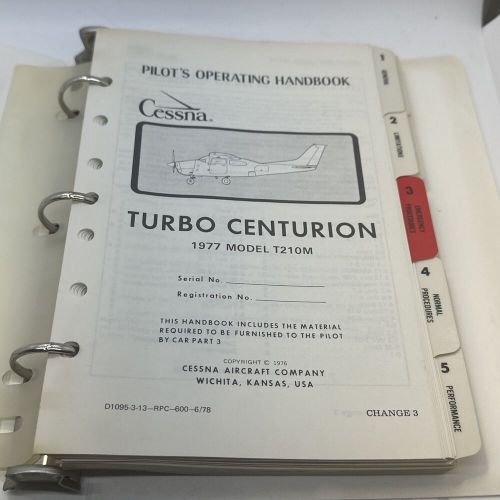 PILOT'S OPERATING HANDBOOK
Cessna®
TURBO CENTURION
1977 MODEL T210M
Serial No.
Registration No.
THIS HANDBOOK INCLUDES THE MATERIAL
REQUIRED TO BE FURNISHED TO THE PILOT
BY CAR PART 3
COPYRIGHT © 1976
CESSNA AIRCRAFT COMPANY
WICHITA, KANSAS, USA
D1095-3-13—RPC—600—6/78
CHANGE 3
1
GENERAL
2
LIMITATIONS
3
EMERGENCY
PROCEDURES
4
NORMAL
PROCEDURES
5
PERFORMANCE